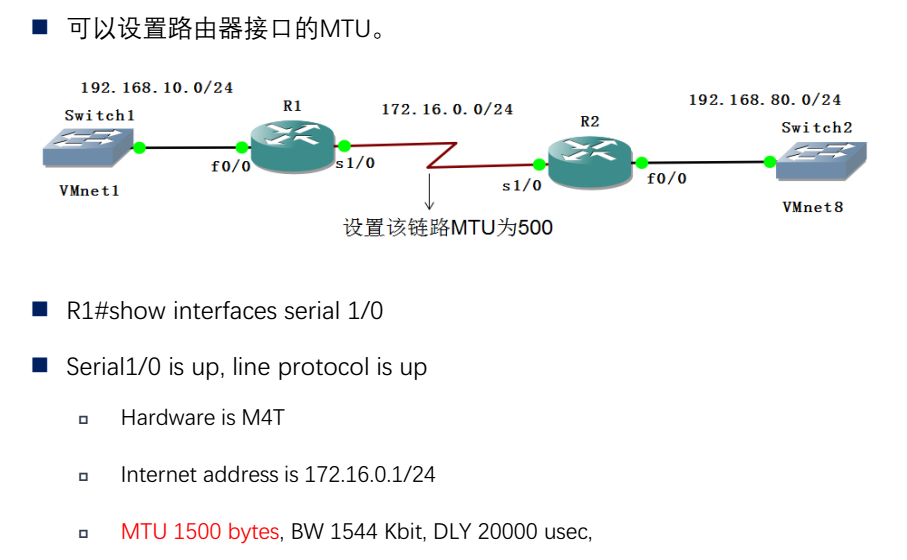 可以设置路由器接口的MTU。
192.168.10.0/24
Switch1
R1
172.16.0.0/24
R2
192.168.80.0/24
Switch2
f0/0
s1/0
s1/0
f0/0
VMnet1
VMnet8
设置该链路MTU为500
R1#show interfaces serial 1/0
Serial1/0 is up, line protocol is up
Hardware is M4T
Internet address is 172.16.0.1/24
MTU 1500 bytes, BW 1544 Kbit, DLY 20000 usec,